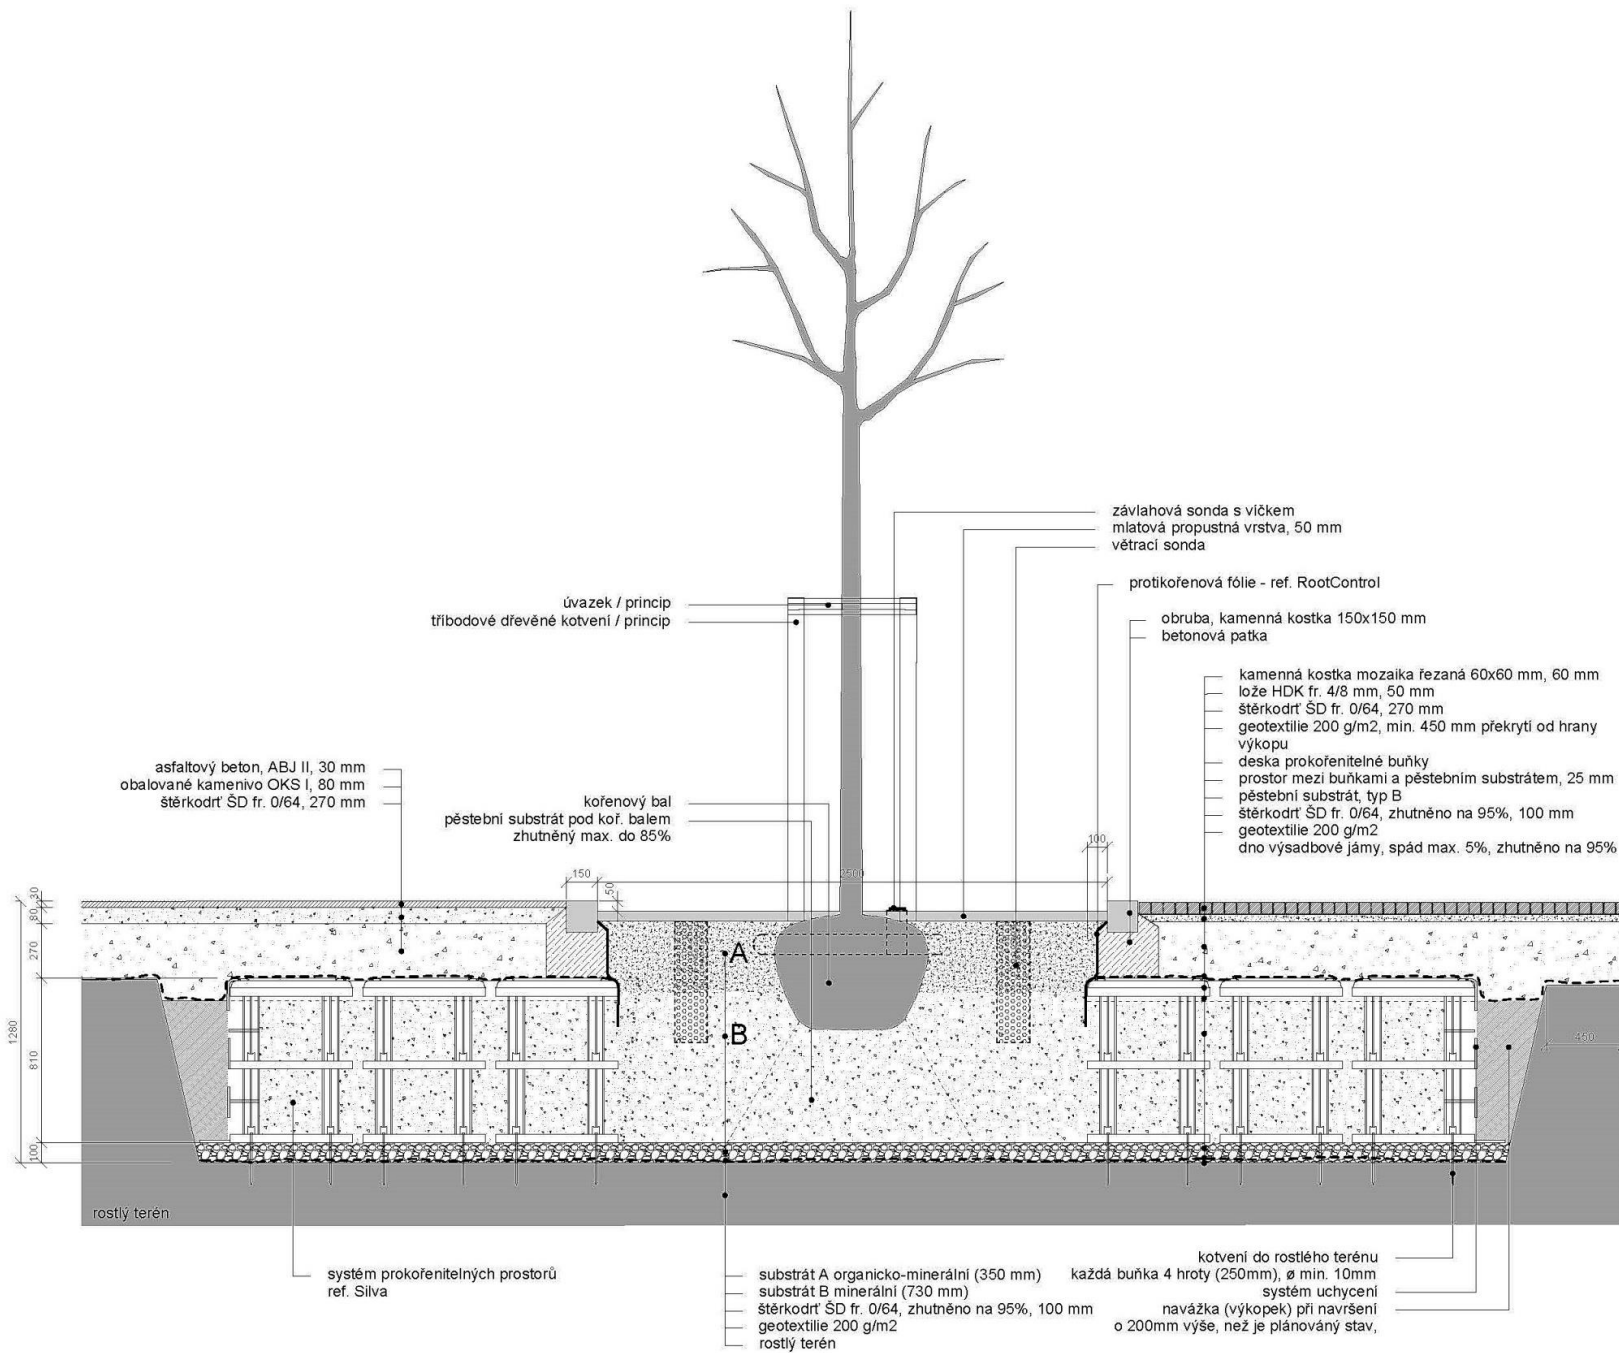 závlahová sonda s víčkem
mlatová propustná vrstva, 50 mm
větrací sonda
protikořenová fólie - ref. RootControl
úvazek / princip
tříbodové dřevěné kotvení / princip
obruba, kamenná kostka 150x150 mm
betonová patka
kamenná kostka mozaika řezaná 60x60 mm, 60 mm
lože HDK fr. 4/8 mm, 50 mm
štěrkodrť ŠD fr. 0/64, 270 mm
geotextilie 200 g/m2, min. 450 mm překrytí od hrany
výkopu
deska prokořenitelné buňky
prostor mezi buňkami a pěstebním substrátem, 25 mm
pěstební substrát, typ B
štěrkodrť ŠD fr. 0/64, zhutněno na 95%, 100 mm
geotextilie 200 g/m2
dno výsadbové jámy, spád max. 5%, zhutněno na 95%
asfaltový beton, ABJ II, 30 mm
obalované kamenivo OKS I, 80 mm
štěrkodrť ŠD fr. 0/64, 270 mm
kořenový bal
pěstební substrát pod koř. balem
zhutněný max. do 85%
100
150
2500
50
30
80
270
810
100
1280
450
A
B
rostlý terén
systém prokořenitelných prostorů
ref. Silva
substrát A organicko-minerální (350 mm)
substrát B minerální (730 mm)
štěrkodrť ŠD fr. 0/64, zhutněno na 95%, 100 mm
geotextilie 200 g/m2
rostlý terén
kotvení do rostlého terénu
každá buňka 4 hroty (250mm), ø min. 10mm
systém uchycení
navážka (výkopek) při navršení
o 200mm výše, než je plánováný stav,